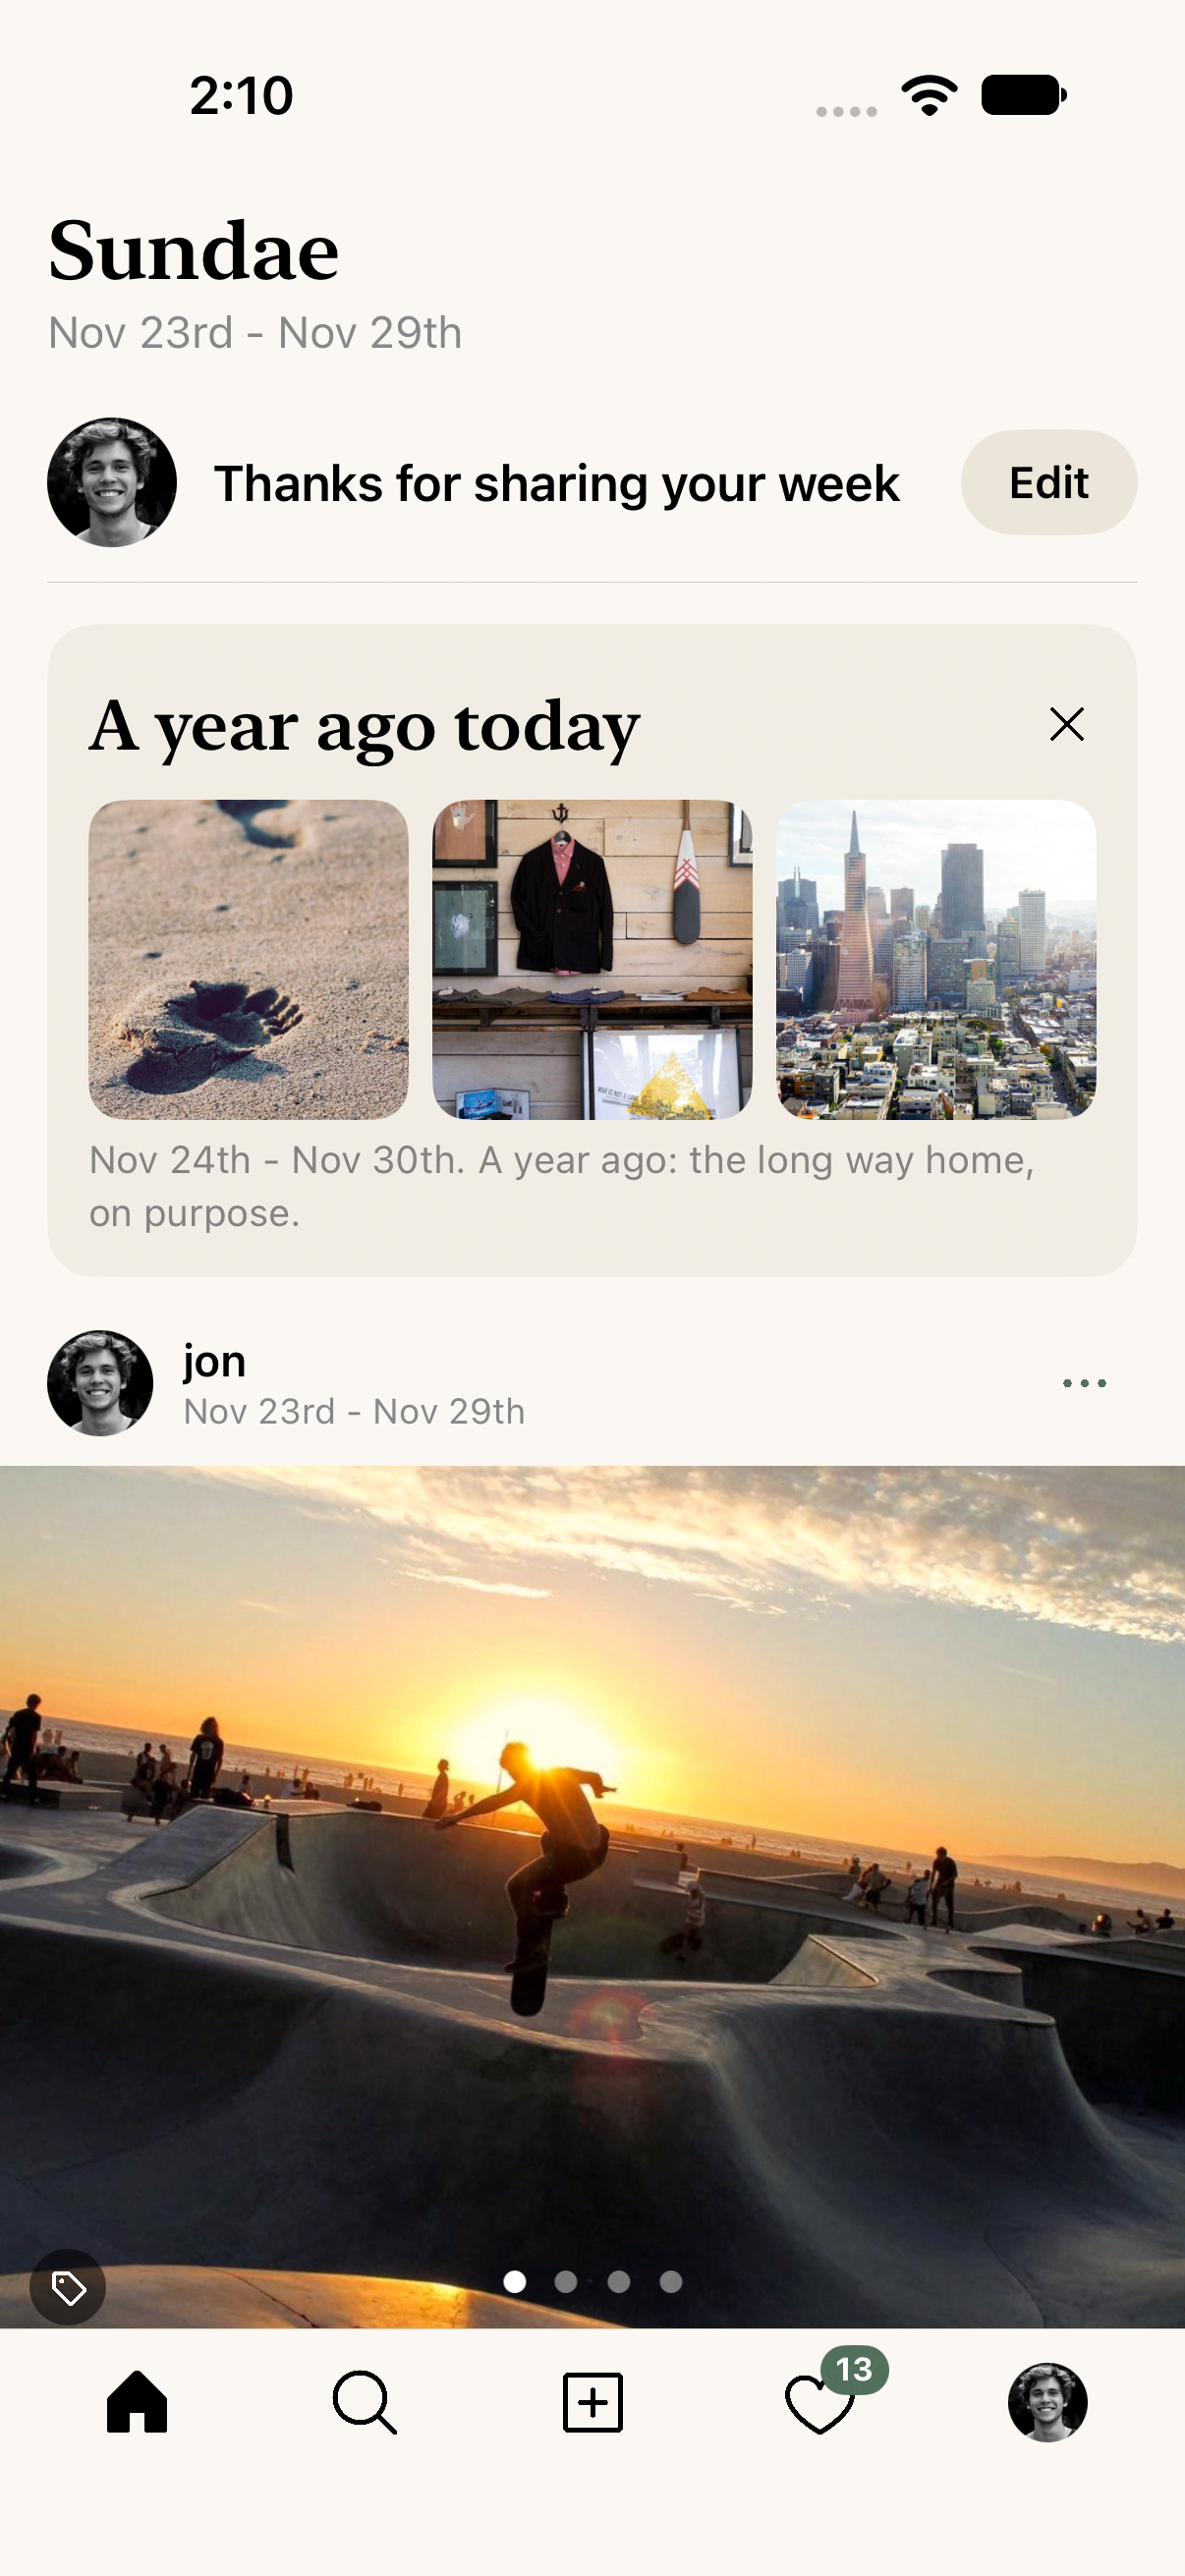 2:10
Sundae
Nov 23rd - Nov 29th
Thanks for sharing your week
Edit
A year ago today
Nov 24th - Nov 30th. A year ago: the long way home,
on purpose.
jon
Nov 23rd - Nov 29th
13